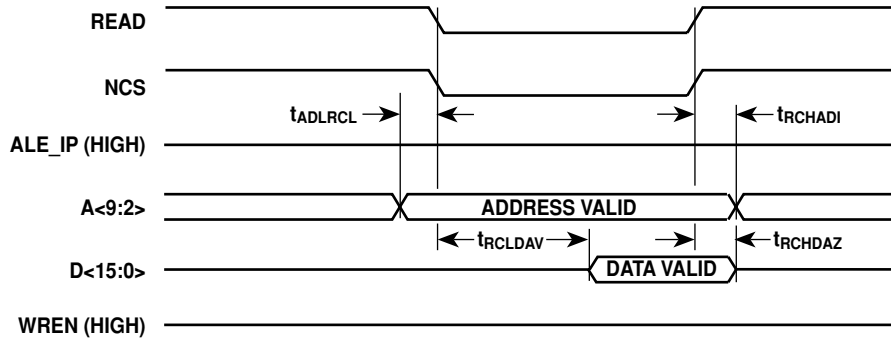 READ
NCS
tADLRCL
tRCHADI
ALE_IP (HIGH)
A<9:2>
ADDRESS VALID
tRCLDAV
tRCHDAZ
D<15:0>
DATA VALID
WREN (HIGH)